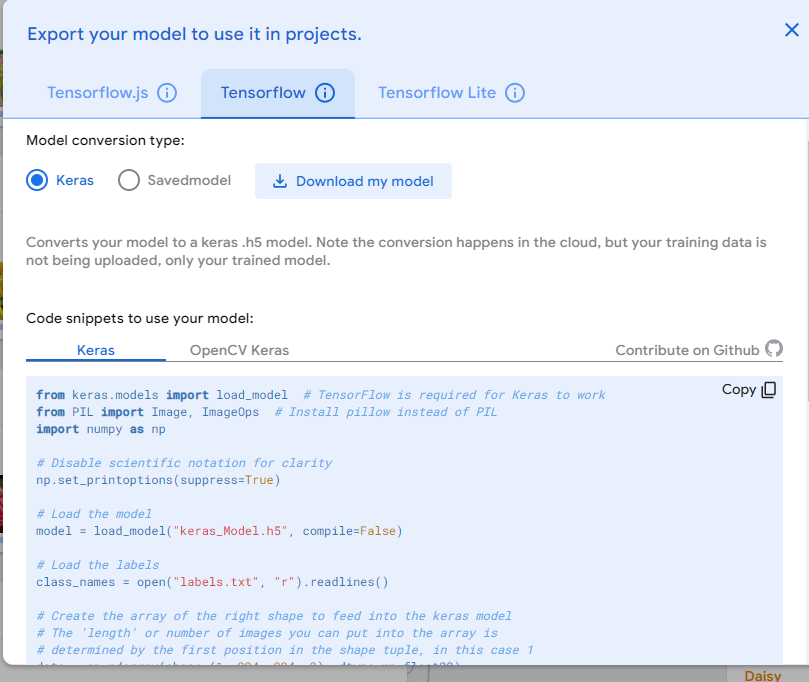 Export your model to use it in projects.
Tensorflow.js
Tensorflow
Tensorflow Lite
Model conversion type:
Keras
Savedmodel
Download my model
Converts your model to a keras .h5 model. Note the conversion happens in the cloud, but your training data is
not being uploaded, only your trained model.
Code snippets to use your model:
Keras
OpenCV Keras
Contribute on Github
Copy
from keras.models import load_model  # TensorFlow is required for Keras to work
from PIL import Image, ImageOps  # Install pillow instead of PIL
import numpy as np
# Disable scientific notation for clarity
np.set_printoptions(suppress=True)
# Load the model
model = load_model("keras_Model.h5", compile=False)
# Load the labels
class_names = open("labels.txt", "r").readlines()
# Create the array of the right shape to feed into the keras model
# The 'length' or number of images you can put into the array is
# determined by the first position in the shape tuple, in this case 1
Daisy